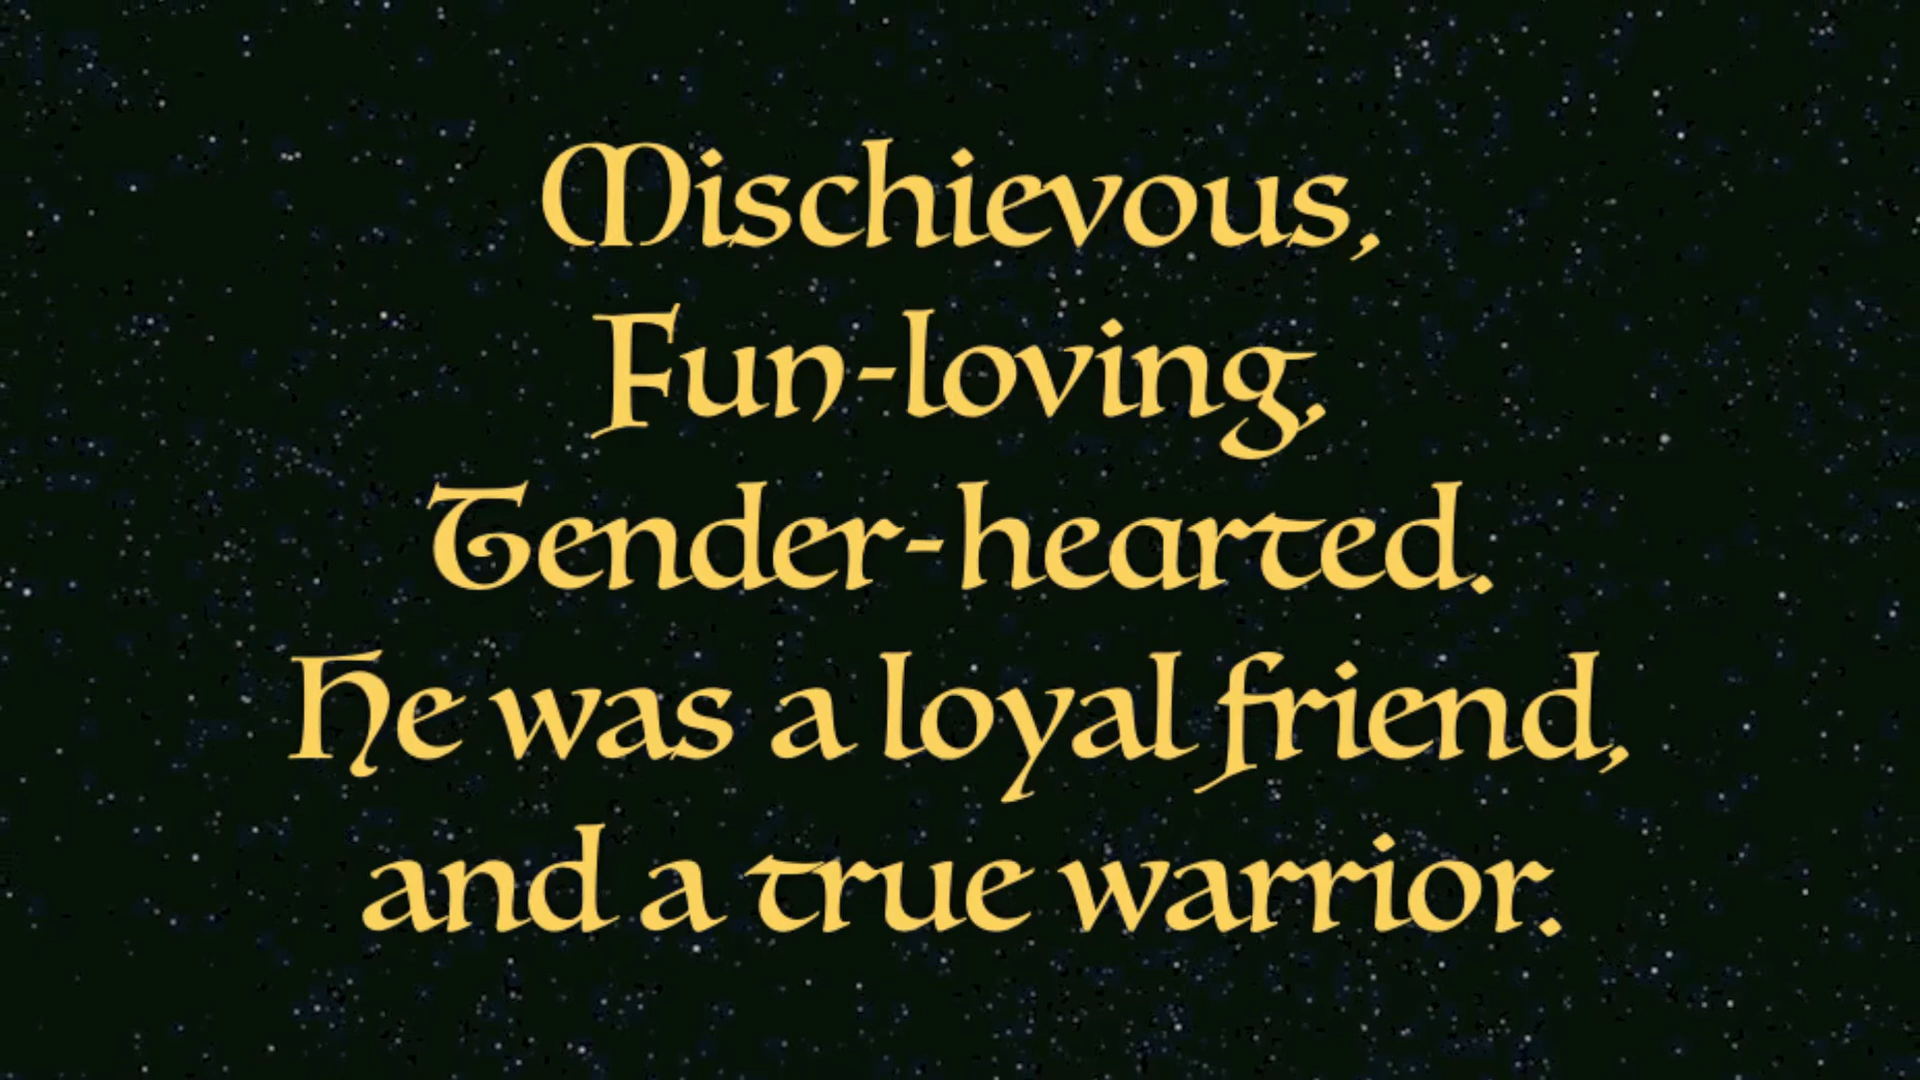 Mischievous,
Fun-loving,
Tender-hearted.
He was a loyal friend,
and a true warrior.